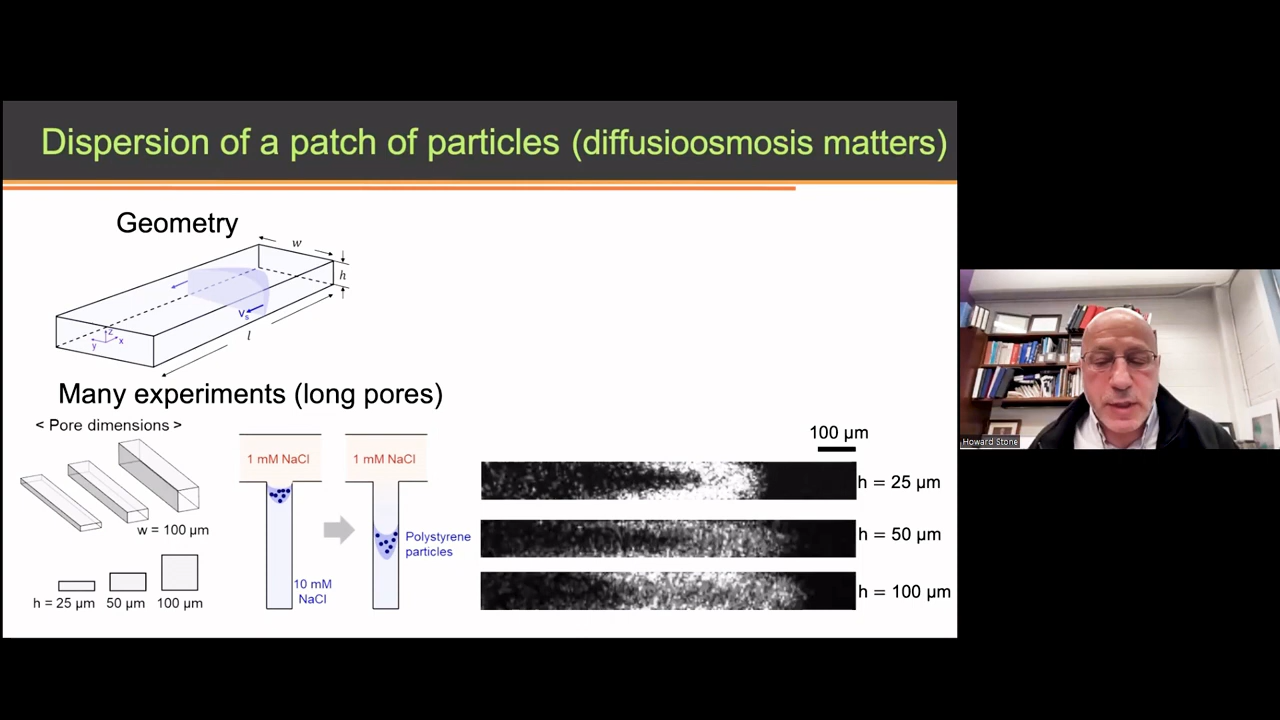 Dispersion of a patch of particles (diffusioosmosis matters)
Geometry
w
h
vs
l
z
x
y
Many experiments (long pores)
< Pore dimensions >
w = 100 μm
h = 25 μm 50 μm 100 μm
1 mM NaCl
1 mM NaCl
Polystyrene
particles
10 mM
NaCl
100 μm
h = 25 μm
h = 50 μm
h = 100 μm
Howard Stone